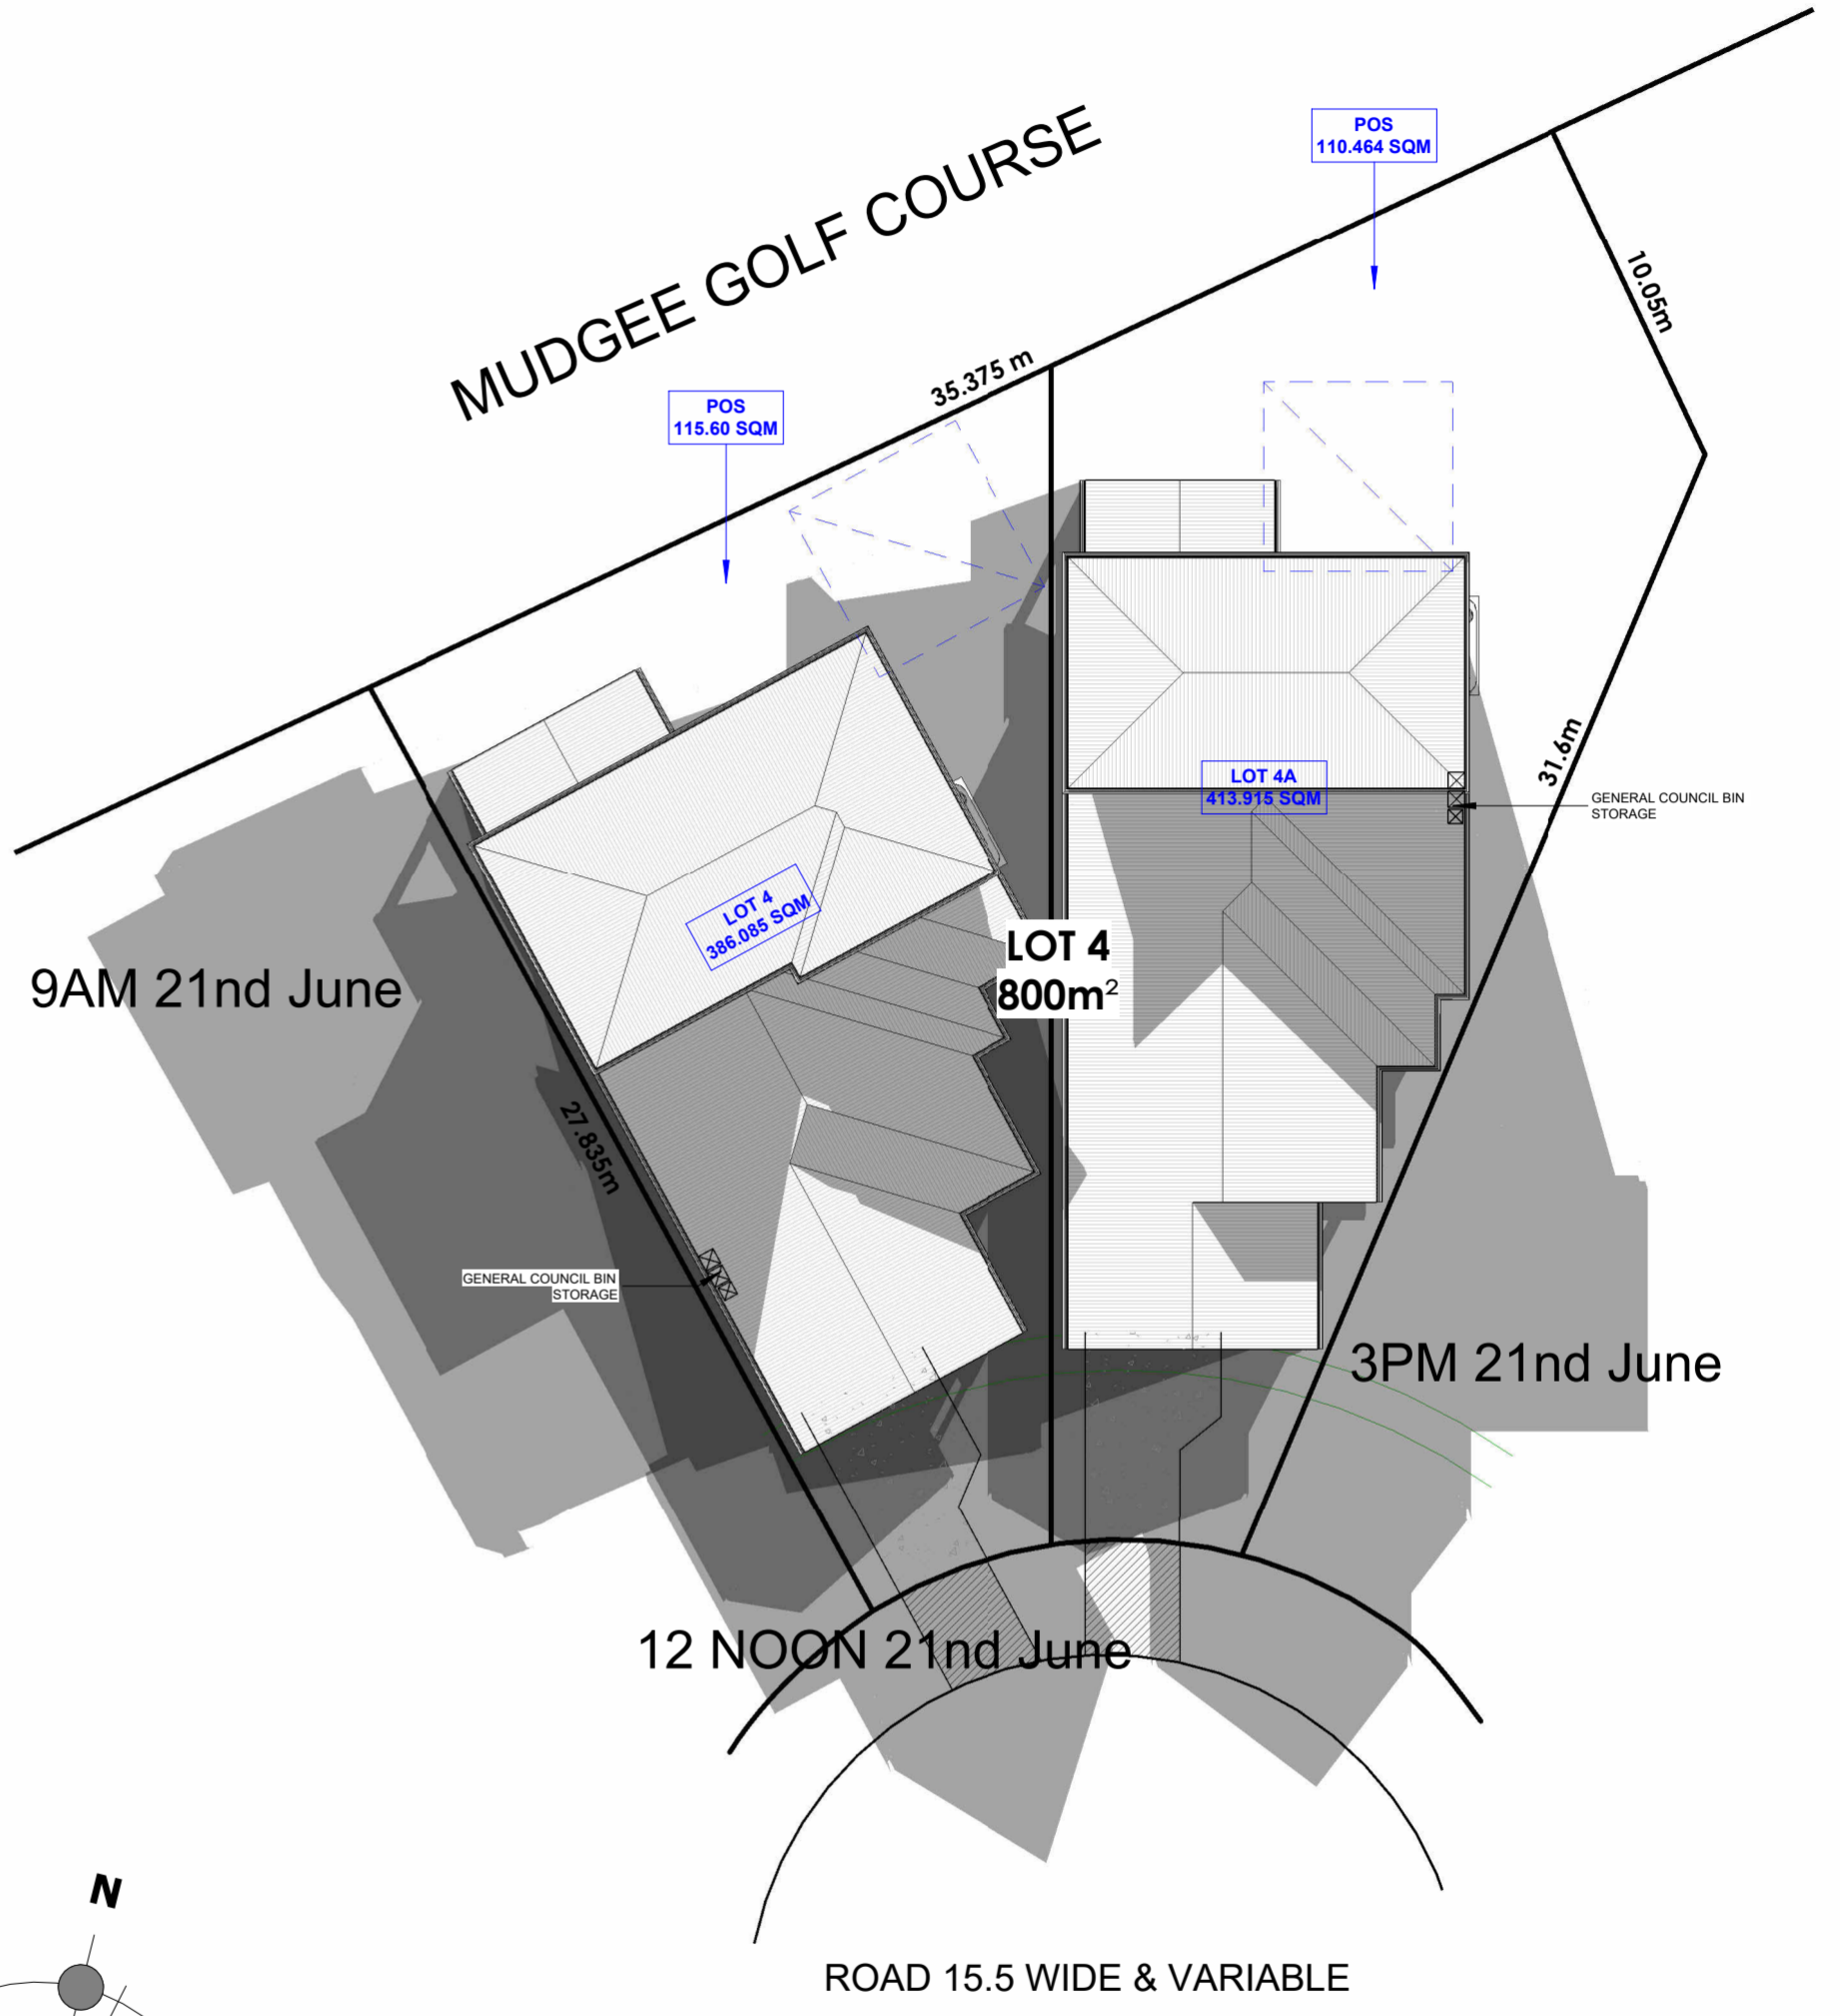 POS
110.464 SQM
MUDGEE GOLF COURSE
10.05m
35.375 m
POS
115.60 SQM
31.6m
LOT 4A
413.915 SQM
GENERAL COUNCIL BIN
STORAGE
LOT 4
386.085 SQM
LOT 4
800m²
9AM 21nd June
27.835m
GENERAL COUNCIL BIN
STORAGE
3PM 21nd June
12 NOON 21nd June
N
ROAD 15.5 WIDE & VARIABLE